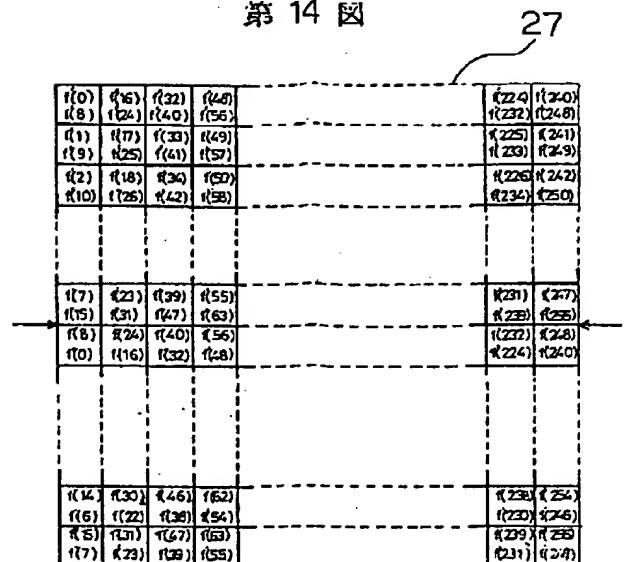 第 14 図
27
f(0) f(16) f(32) f(48) f(224) f(240)
f(8) f(24) f(40) f(56) f(232) f(248)
f(1) f(17) f(33) f(49) f(225) f(241)
f(9) f(25) f(41) f(57) f(233) f(249)
f(2) f(18) f(34) f(50) f(226) f(242)
f(10) f(26) f(42) f(58) f(234) f(250)
f(7) f(23) f(39) f(55) f(231) f(247)
f(15) f(31) f(47) f(63) f(239) f(255)
f(8) f(24) f(40) f(56) f(232) f(248)
f(0) f(16) f(32) f(48) f(224) f(240)
f(14) f(30) f(46) f(62) f(238) f(254)
f(6) f(22) f(38) f(54) f(230) f(246)
f(15) f(31) f(47) f(63) f(239) f(255)
f(7) f(23) f(39) f(55) f(231) f(247)